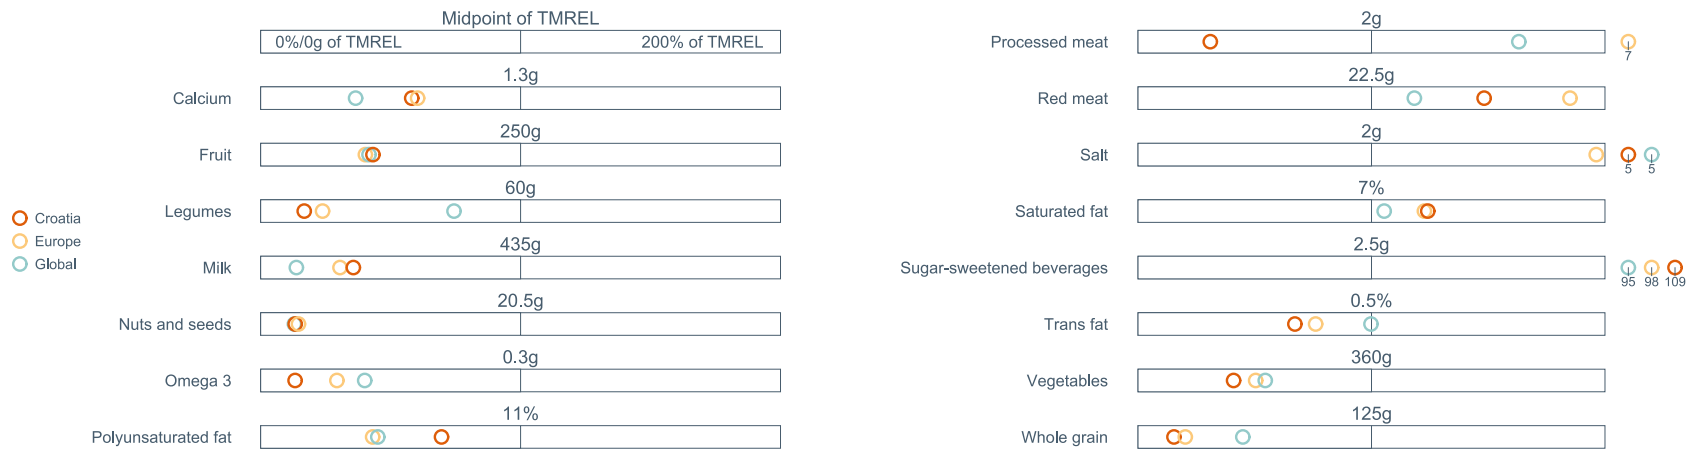 Midpoint of TMREL
0%/0g of TMREL
200% of TMREL
1.3g
Calcium
250g
Fruit
60g
Legumes
435g
Milk
20.5g
Nuts and seeds
0.3g
Omega 3
11%
Polyunsaturated fat
Croatia
Europe
Global
2g
Processed meat
7
22.5g
Red meat
2g
Salt
5 5
7%
Saturated fat
2.5g
Sugar-sweetened beverages
95 98 109
0.5%
Trans fat
360g
Vegetables
125g
Whole grain